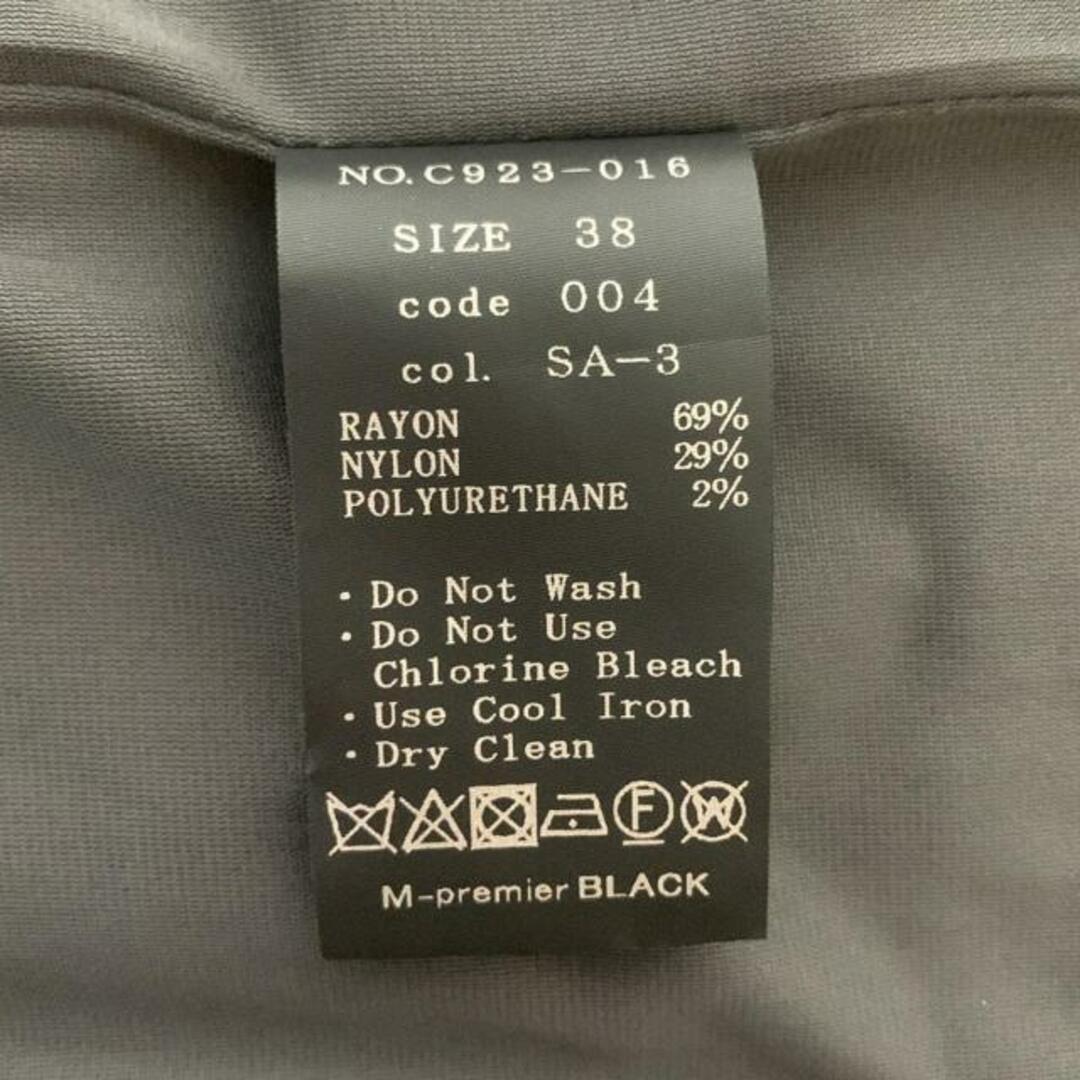 NO.C923-016
SIZE 38
code 004
col. SA-3
RAYON 69%
NYLON 29%
POLYURETHANE 2%
・Do Not Wash
・Do Not Use
Chlorine Bleach
・Use Cool Iron
・Dry Clean
F W
M-premier BLACK